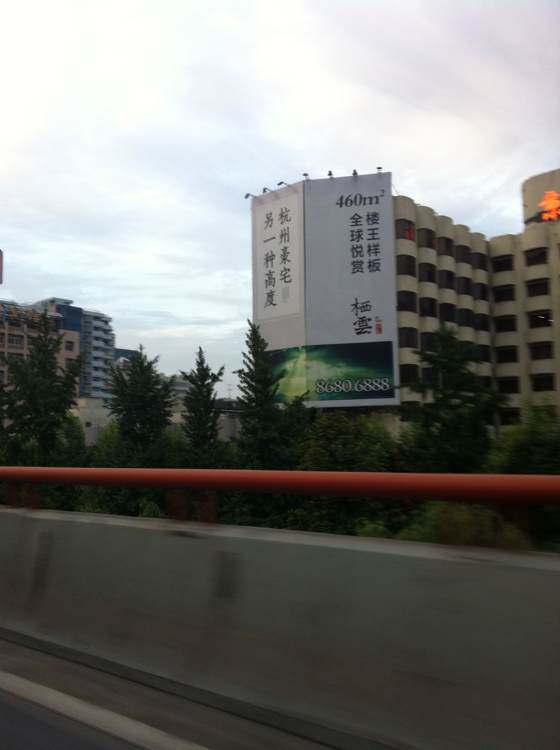 杭州豪宅
另一种高度
460m²
楼王样板
全球悦赏
栖雲
8680.6888